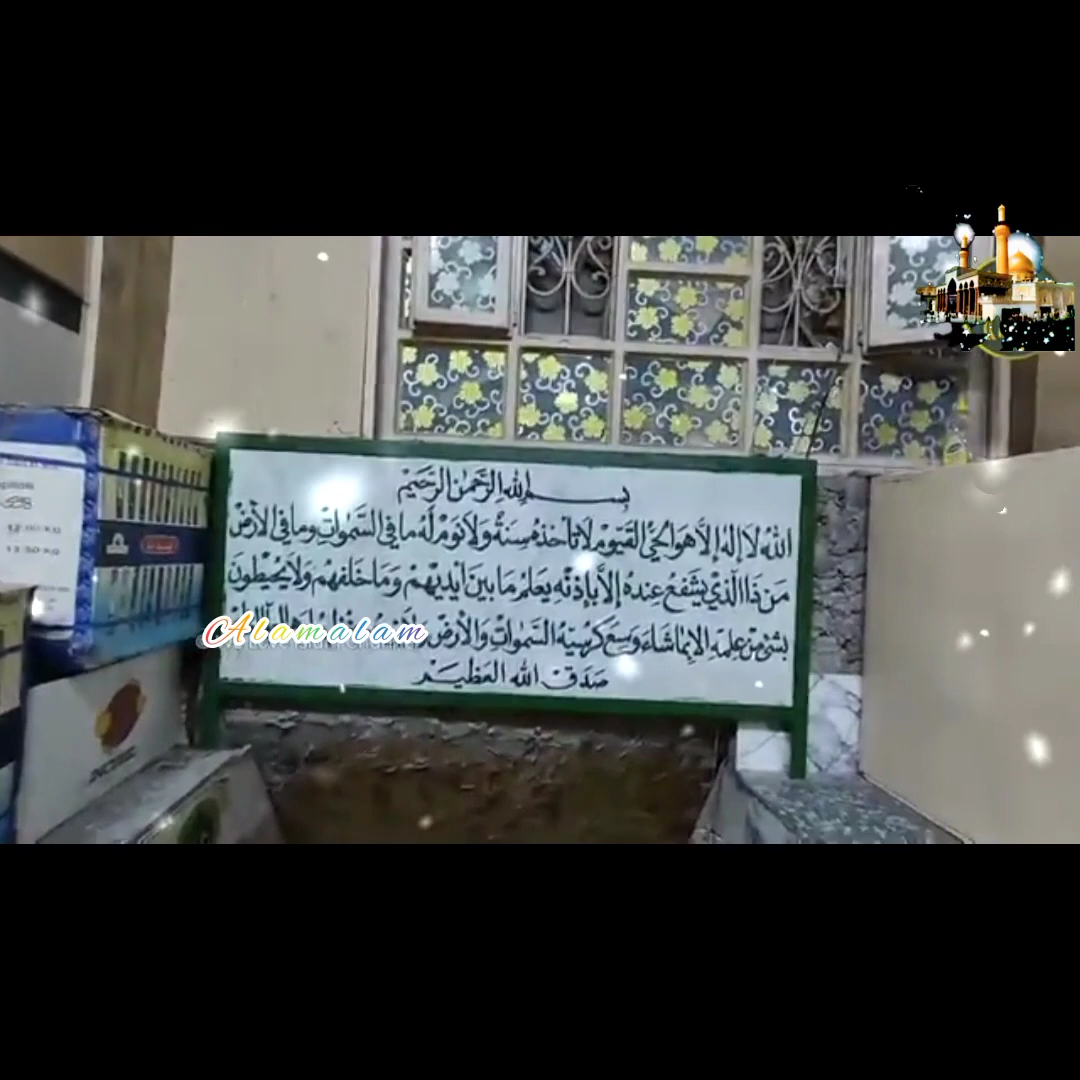 بسم الله الرحمن الرحيم
الله لا إله إلا هو الحي القيوم لا تأخذه سنة ولا نوم له ما في السموات وما في الأرض
من ذا الذي يشفع عنده إلا بإذنه يعلم ما بين أيديهم وما خلفهم ولا يحيطون
بشئ من علمه الا بما شاء وسع كرسيه السموات والأرض
صدق الله العظيم
Alamalam